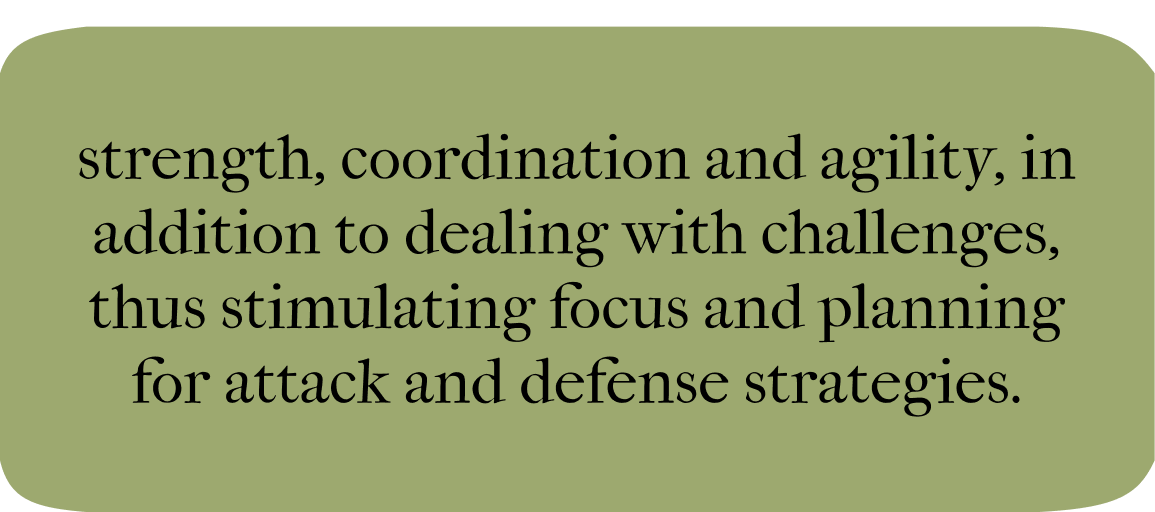 strength, coordination and agility, in
addition to dealing with challenges,
thus stimulating focus and planning
for attack and defense strategies.